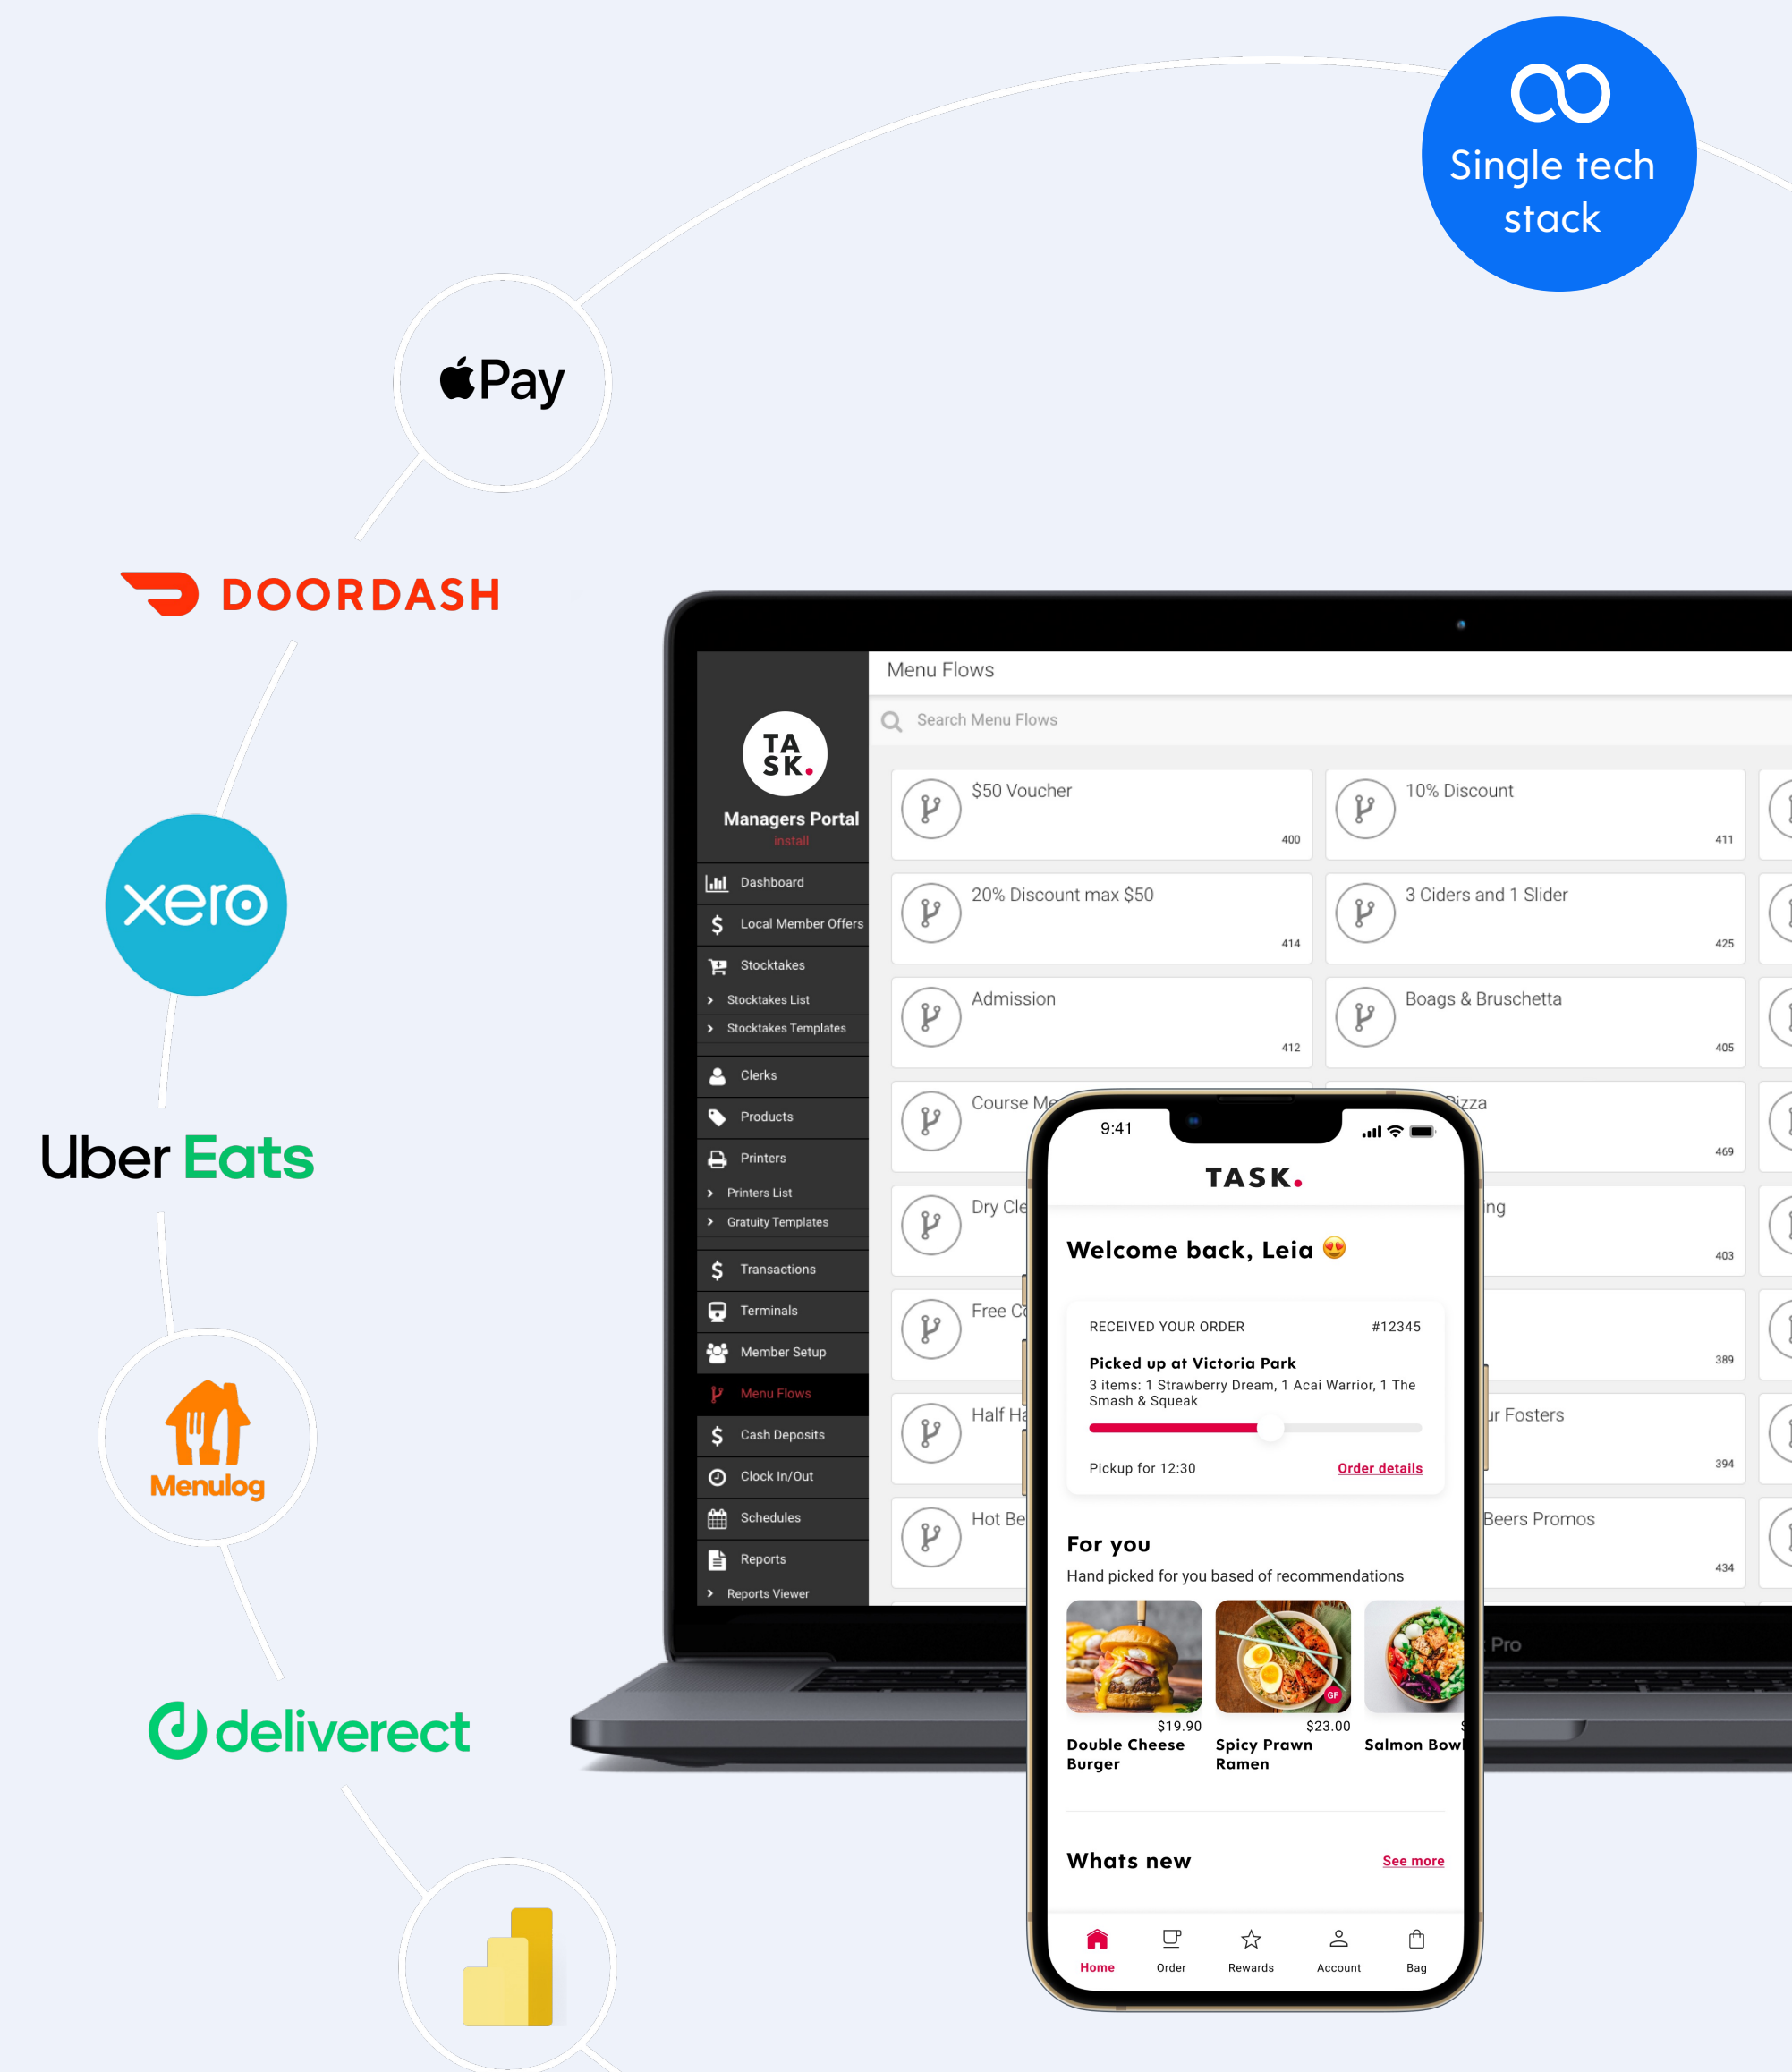 Single tech
stack
Pay
DOORDASH
xero
Uber Eats
Menulog
deliverect
TA
SK.
Managers Portal
install
Dashboard
Local Member Offers
Stocktakes
Stocktakes List
Stocktakes Templates
Clerks
Products
Printers
Printers List
Gratuity Templates
Transactions
Terminals
Member Setup
Menu Flows
Cash Deposits
Clock In/Out
Schedules
Reports
Reports Viewer
Menu Flows
Search Menu Flows
$50 Voucher
400
10% Discount
411
20% Discount max $50
414
3 Ciders and 1 Slider
425
Admission
412
Boags & Bruschetta
405
Course
Pizza
469
Dry
403
Free
389
Half
Fosters
394
Hot
Beers Promos
434
Pro
9:41
TASK.
Welcome back, Leia 😍
RECEIVED YOUR ORDER #12345
Picked up at Victoria Park
3 items: 1 Strawberry Dream, 1 Acai Warrior, 1 The
Smash & Squeak
Pickup for 12:30 Order details
For you
Hand picked for you based of recommendations
GF
$19.90 $23.00
Double Cheese
Burger
Spicy Prawn
Ramen
Salmon Bowl
Whats new See more
Home Order Rewards Account Bag